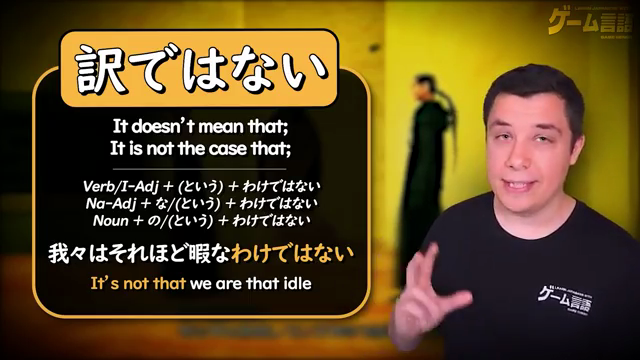 訳ではない
It doesn't mean that;
It is not the case that;
Verb/I-Adj + (という) + わけではない
Na-Adj + な/(という) + わけではない
Noun + の/(という) + わけではない
我々はそれほど暇なわけではない
It's not that we are that idle
ゲーム言語
ゲーム言語